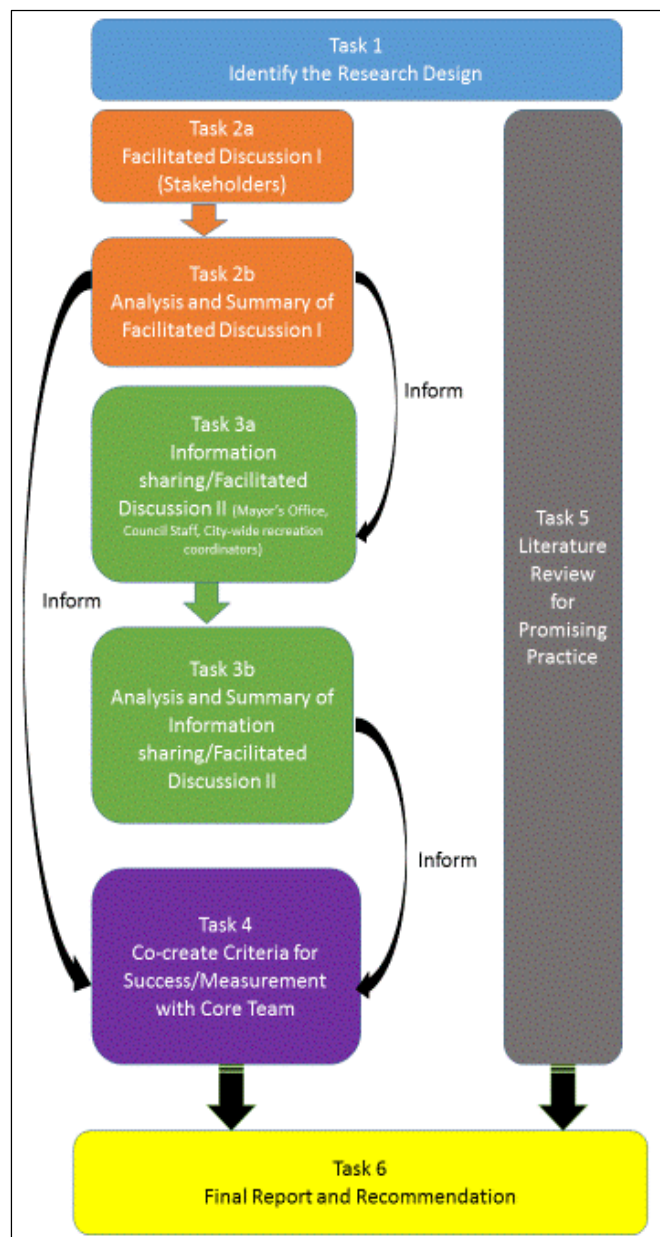 Task 1
Identify the Research Design
Task 2a
Facilitated Discussion I
(Stakeholders)
Task 2b
Analysis and Summary of
Facilitated Discussion I
Inform
Task 3a
Information
sharing/Facilitated
Discussion II (Mayor's Office,
Council Staff, City-wide recreation
coordinators)
Inform
Task 3b
Analysis and Summary of
Information
sharing/Facilitated
Discussion II
Inform
Task 4
Co-create Criteria for
Success/Measurement
with Core Team
Task 5
Literature
Review
for
Promising
Practice
Task 6
Final Report and Recommendation